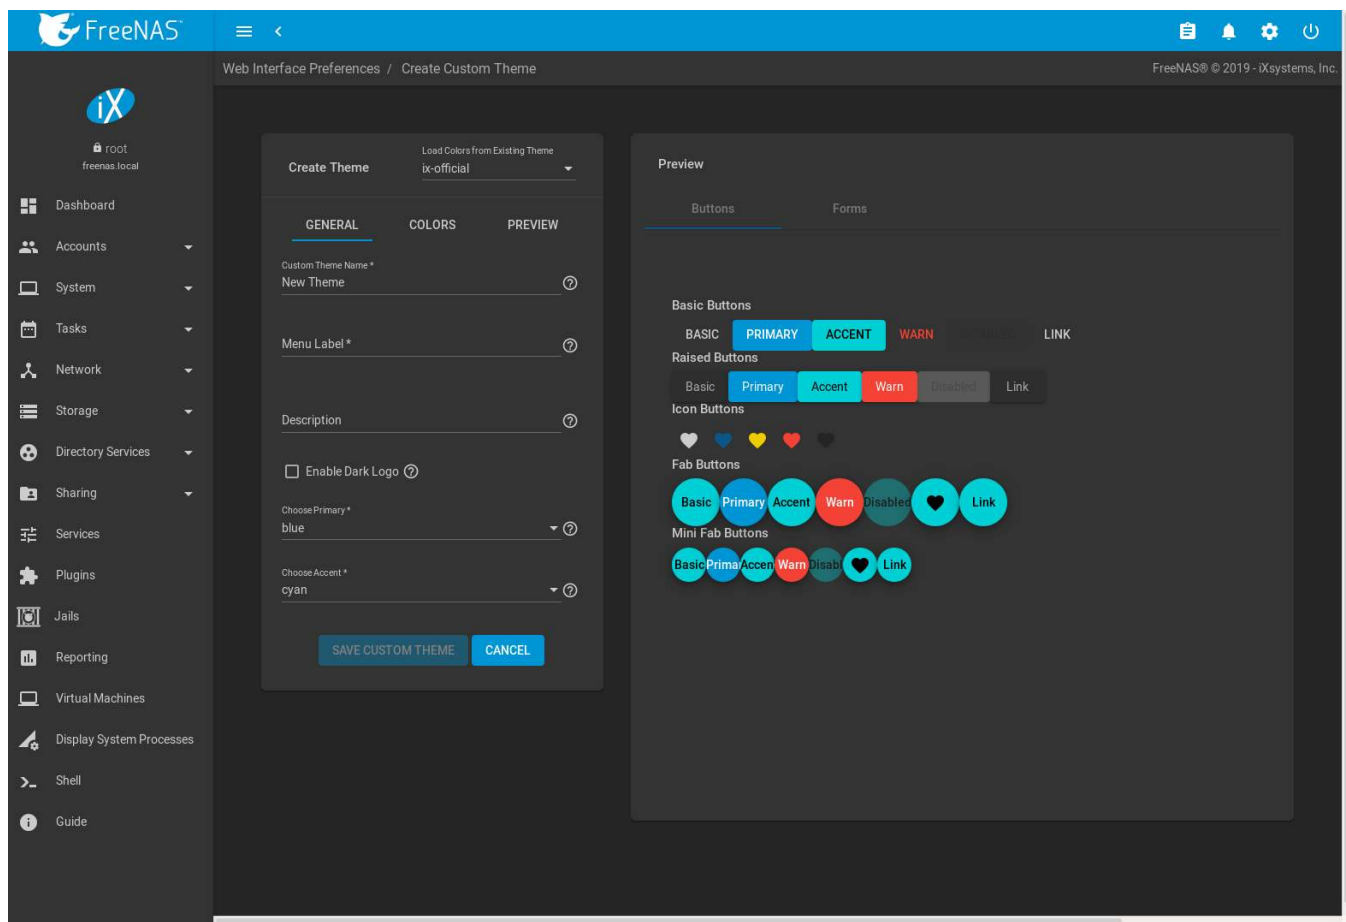 FreeNAS
Web Interface Preferences / Create Custom Theme
FreeNAS® © 2019 - iXsystems, Inc.
iX
root
freenas.local
Dashboard
Accounts
System
Tasks
Network
Storage
Directory Services
Sharing
Services
Plugins
Jails
Reporting
Virtual Machines
Display System Processes
Shell
Guide
Create Theme
Load Colors from Existing Theme
ix-official
GENERAL COLORS PREVIEW
Custom Theme Name *
New Theme
Menu Label *
Description
Enable Dark Logo
Choose Primary *
blue
Choose Accent *
cyan
SAVE CUSTOM THEME CANCEL
Preview
Buttons Forms
Basic Buttons
BASIC PRIMARY ACCENT WARN DISABLED LINK
Raised Buttons
Basic Primary Accent Warn Disabled Link
Icon Buttons
Fab Buttons
Basic Primary Accent Warn Disabled Link
Mini Fab Buttons
Basic Prima Accen Warn Disab Link